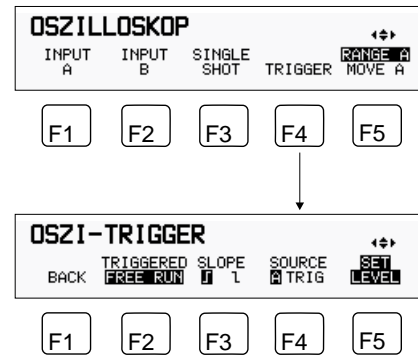 OSZILLOSKOP
INPUT A INPUT B SINGLE SHOT TRIGGER RANGE A MOVE A
F1 F2 F3 F4 F5
OSZI-TRIGGER
BACK TRIGGERED FREE RUN SLOPE SOURCE A TRIG SET LEVEL
F1 F2 F3 F4 F5